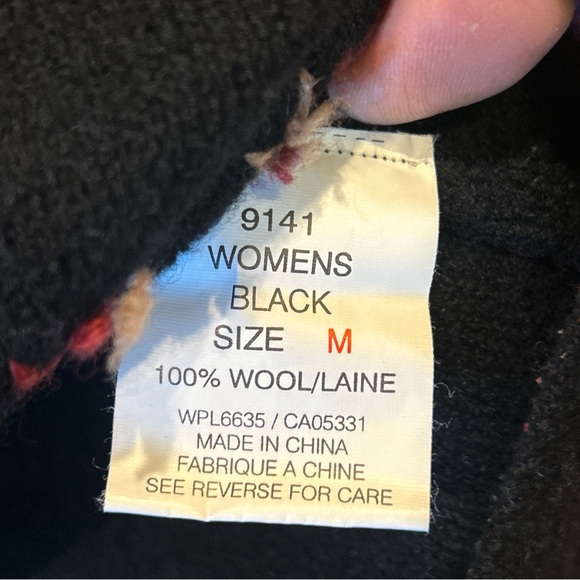 9141
WOMENS
BLACK
SIZE M
100% WOOL/LAINE
WPL6635 / CA05331
MADE IN CHINA
FABRIQUE A CHINE
SEE REVERSE FOR CARE